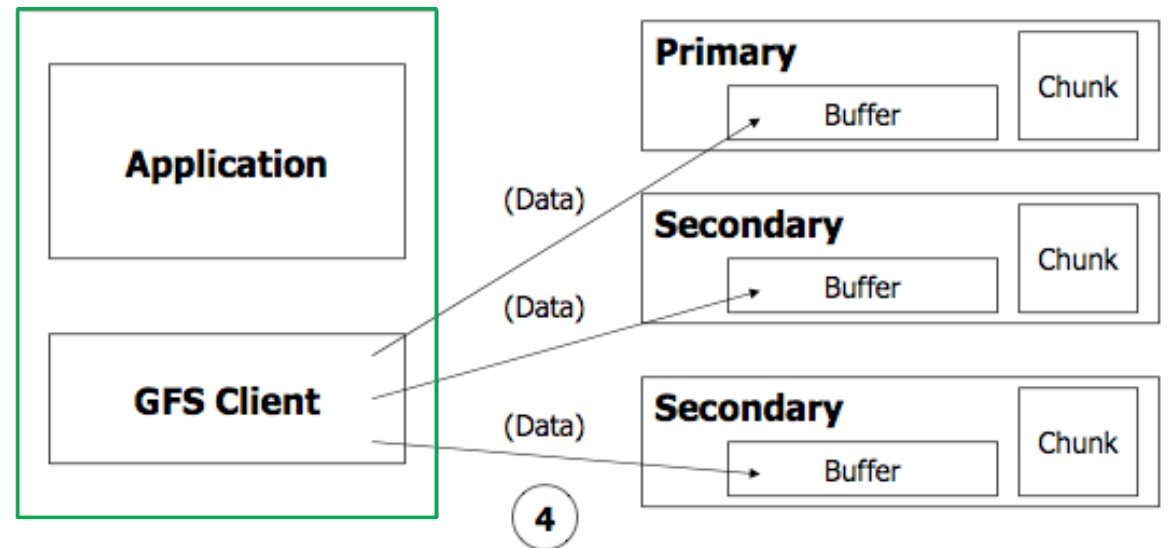 Application
GFS Client
(Data)
(Data)
(Data)
4
Primary
Buffer
Chunk
Secondary
Buffer
Chunk
Secondary
Buffer
Chunk